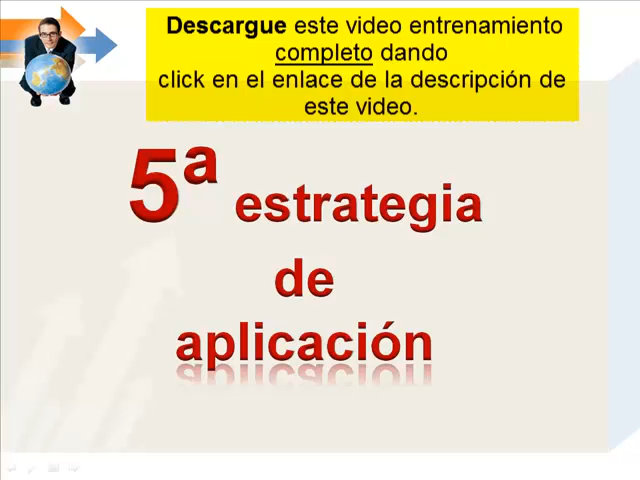 Descargue este video entrenamiento
completo dando
click en el enlace de la descripción de
este video.
5ª estrategia
de
aplicación